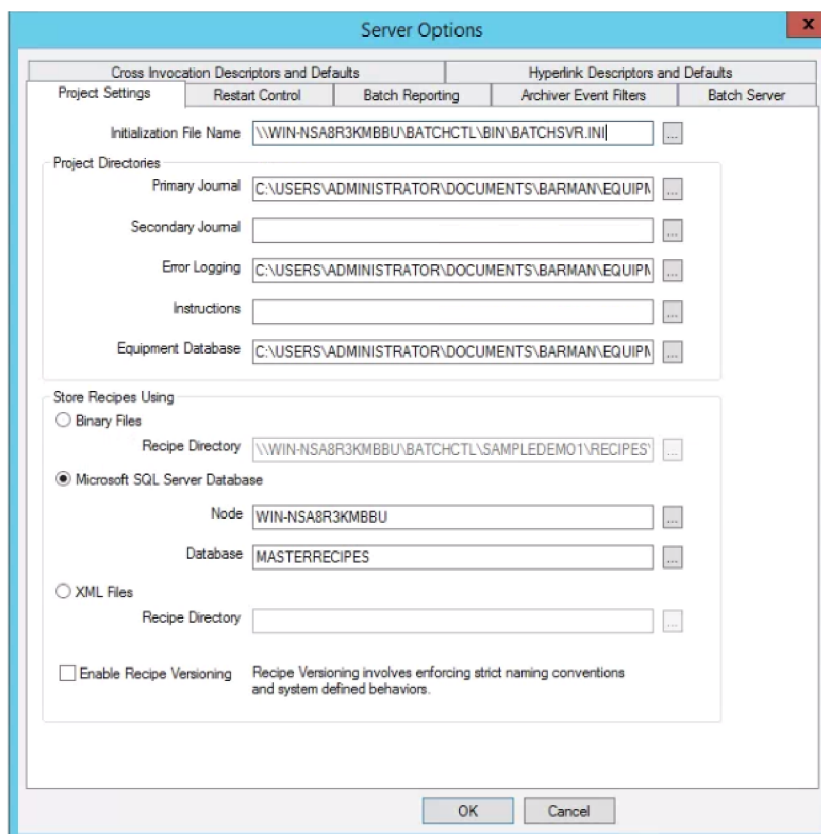 Server Options
x
Cross Invocation Descriptors and Defaults
Hyperlink Descriptors and Defaults
Project Settings
Restart Control
Batch Reporting
Archiver Event Filters
Batch Server
Initialization File Name
\\WIN-NSA8R3KMBBU\BATCHCTL\BIN\BATCHSVR.INI
...
Project Directories
Primary Journal
C:\USERS\ADMINISTRATOR\DOCUMENTS\BARMAN\EQUIPM
...
Secondary Journal
...
Error Logging
C:\USERS\ADMINISTRATOR\DOCUMENTS\BARMAN\EQUIPM
...
Instructions
...
Equipment Database
C:\USERS\ADMINISTRATOR\DOCUMENTS\BARMAN\EQUIPM
...
Store Recipes Using
Binary Files
Recipe Directory
\\WIN-NSA8R3KMBBU\BATCHCTL\SAMPLEDEMO1\RECIPES\
...
Microsoft SQL Server Database
Node
WIN-NSA8R3KMBBU
...
Database
MASTERRECIPES
...
XML Files
Recipe Directory
...
Enable Recipe Versioning
Recipe Versioning involves enforcing strict naming conventions
and system defined behaviors.
OK
Cancel